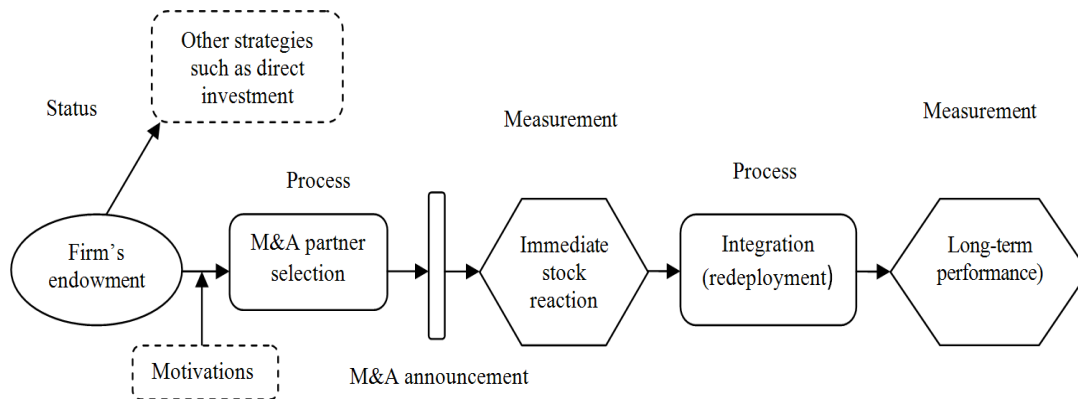 Other strategies
such as direct
investment
Status
Measurement
Measurement
Process
Process
Firm's
endowment
M&A partner
selection
Immediate
stock
reaction
Integration
(redeployment)
Long-term
performance)
Motivations
M&A announcement